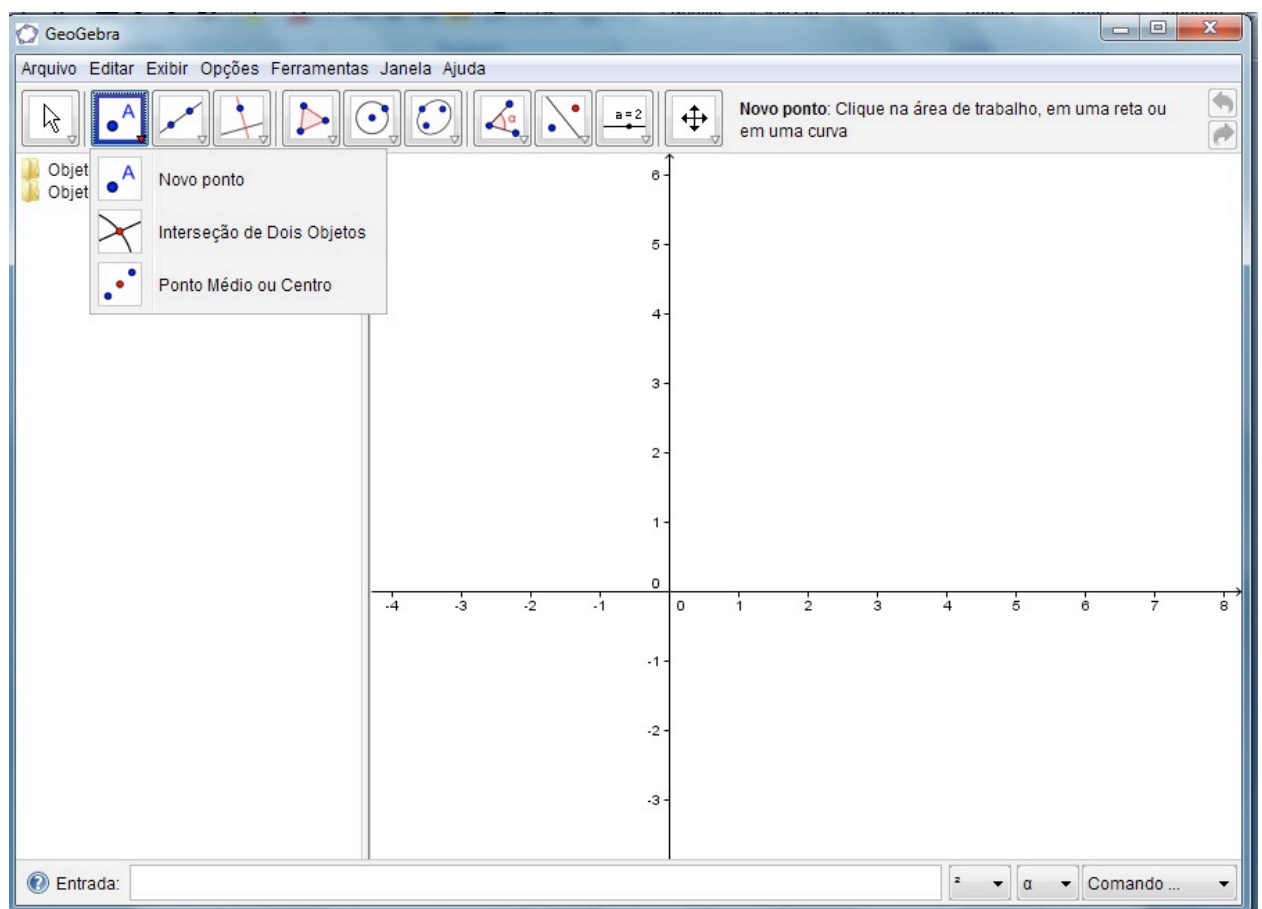 GeoGebra
Arquivo Editar Exibir Opções Ferramentas Janela Ajuda
A
α
a = 2
Novo ponto: Clique na área de trabalho, em uma reta ou
em uma curva
Objet
Objet
A Novo ponto
Interseção de Dois Objetos
Ponto Médio ou Centro
6
5
4
3
2
1
0
-4 -3 -2 -1 0 1 2 3 4 5 6 7 8
-1
-2
-3
Entrada: ² α Comando ...